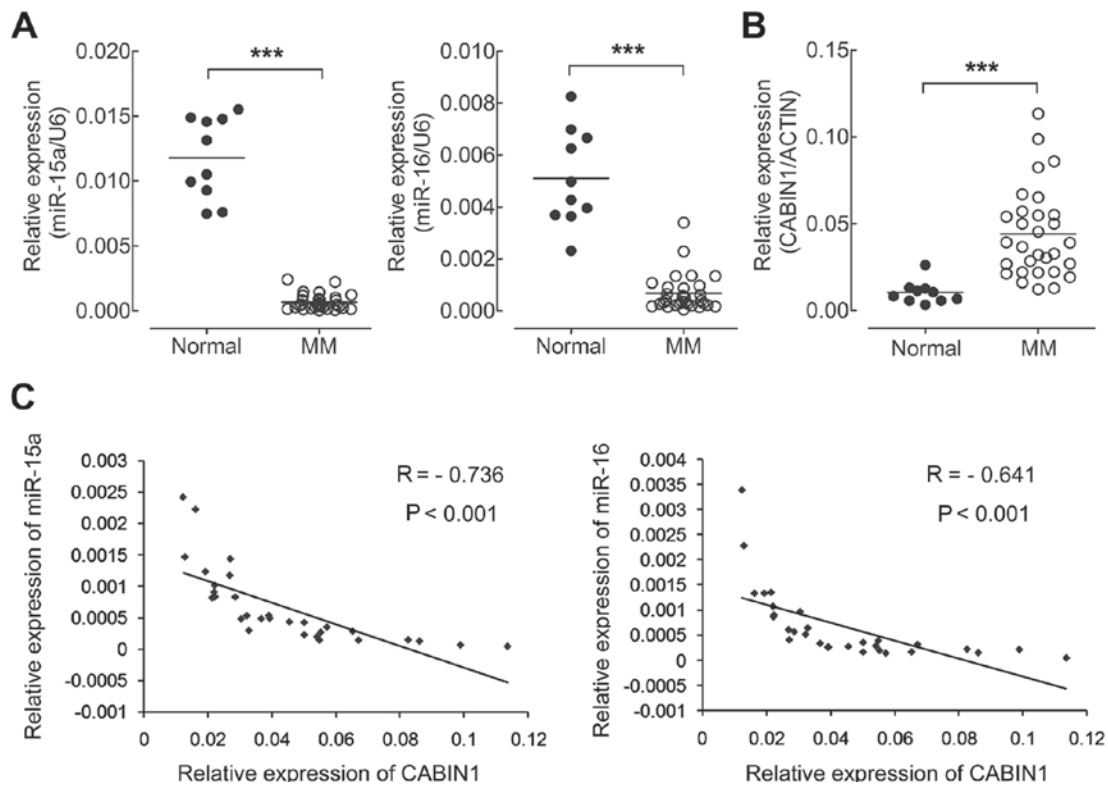 A
Relative expression
(miR-15a/U6)
0.020
0.015
0.010
0.005
0.000
***
Normal
MM
Relative expression
(miR-16/U6)
0.010
0.008
0.006
0.004
0.002
0.000
***
Normal
MM
B
Relative expression
(CABIN1/ACTIN)
0.15
0.10
0.05
0.00
***
Normal
MM
C
Relative expression of miR-15a
0.003
0.0025
0.002
0.0015
0.001
0.0005
0
-0.0005
-0.001
R = - 0.736
P < 0.001
0
0.02
0.04
0.06
0.08
0.1
0.12
Relative expression of CABIN1
Relative expression of miR-16
0.004
0.0035
0.003
0.0025
0.002
0.0015
0.001
0.0005
0
-0.0005
-0.001
R = - 0.641
P < 0.001
0
0.02
0.04
0.06
0.08
0.1
0.12
Relative expression of CABIN1